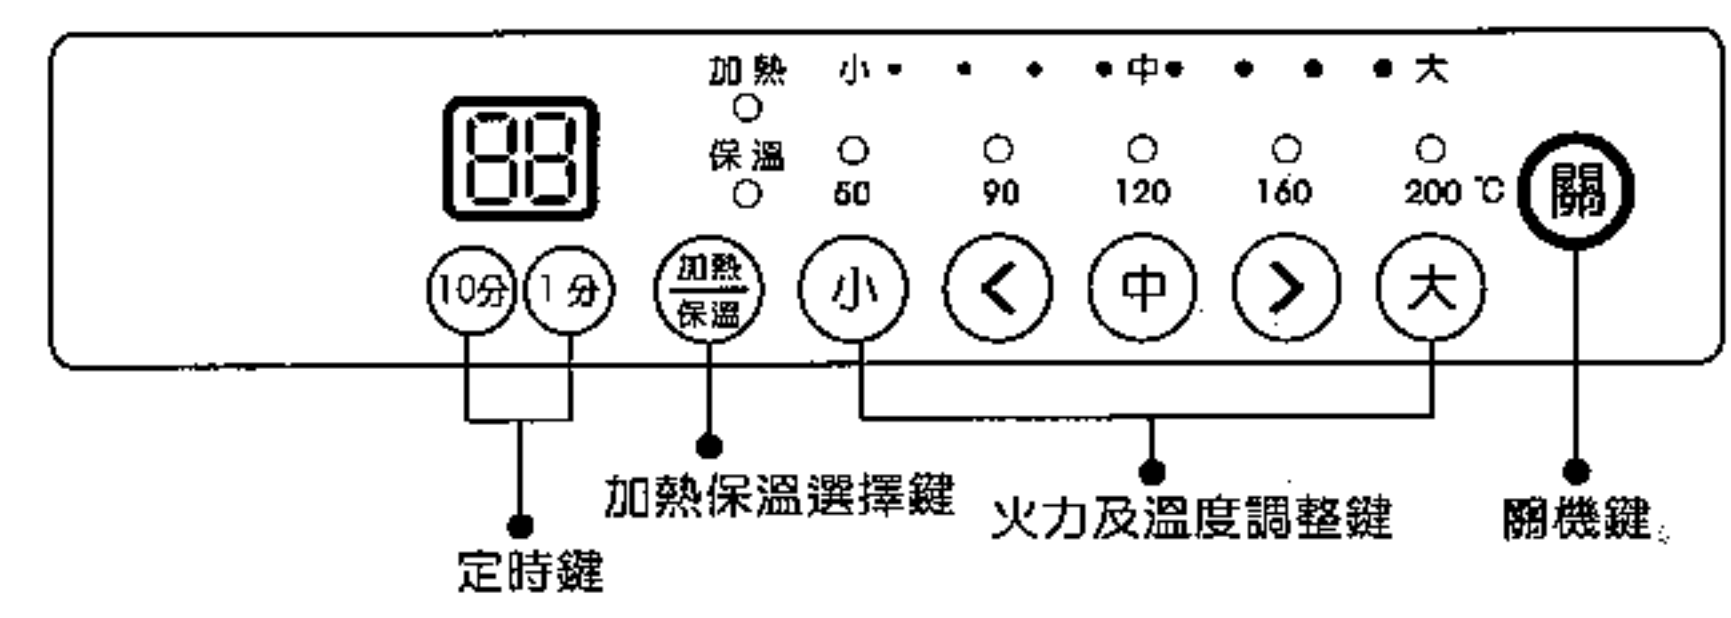 加熱 小 中 大
88
保溫
60 90 120 160 200 ℃
關
10分 1分 加熱 小 < 中 > 大
保溫
加熱保溫選擇鍵
火力及溫度調整鍵
關機鍵
定時鍵